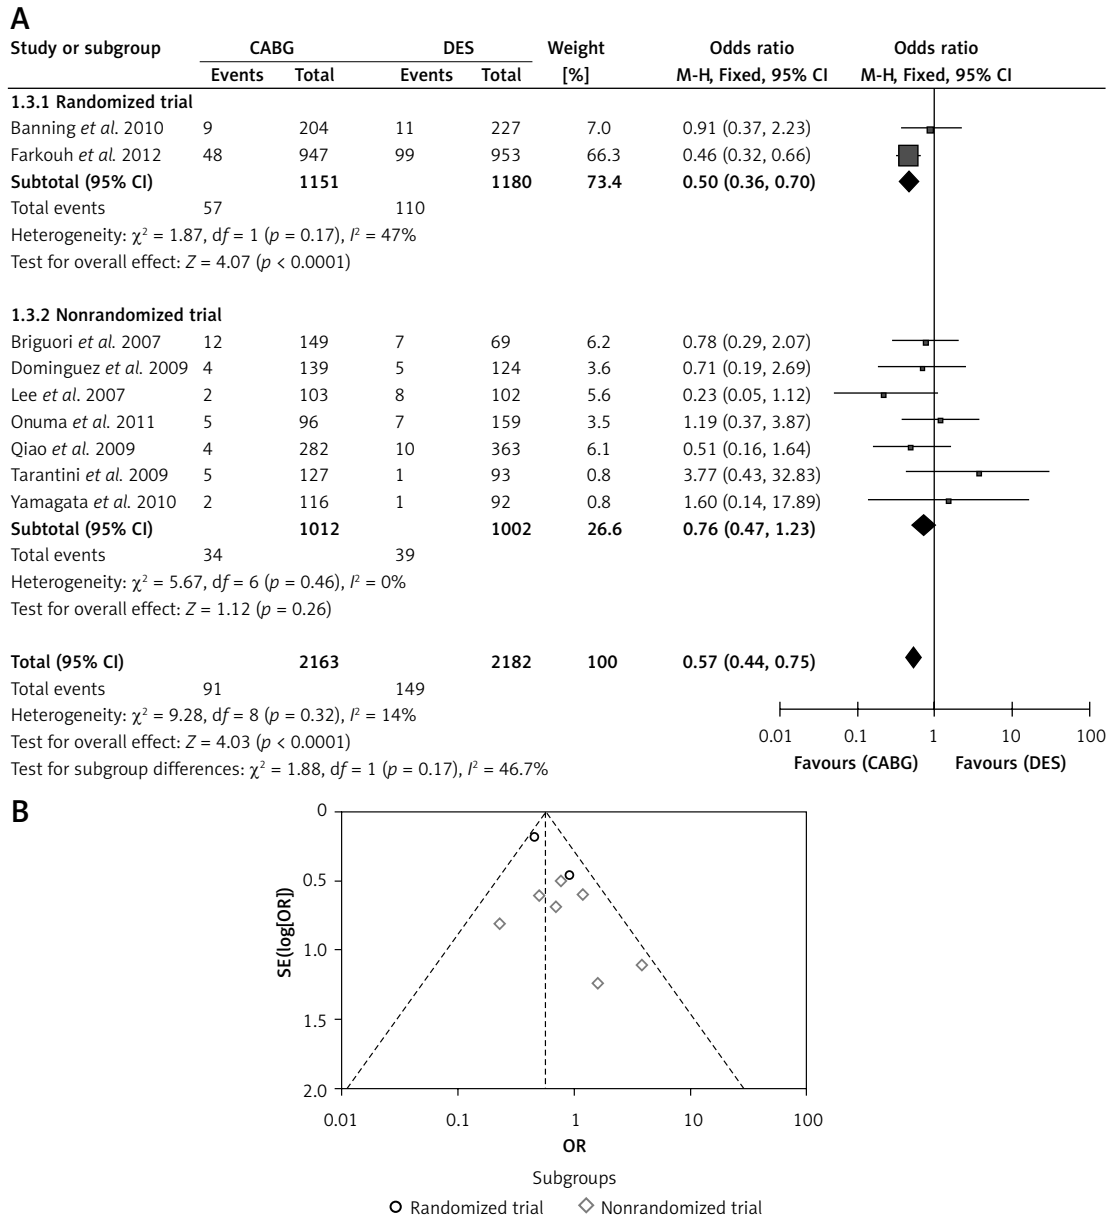 A
Study or subgroup CABG DES Weight Odds ratio Odds ratio
Events Total Events Total [%] M-H, Fixed, 95% CI M-H, Fixed, 95% CI
1.3.1 Randomized trial
Banning et al. 2010 9 204 11 227 7.0 0.91 (0.37, 2.23)
Farkouh et al. 2012 48 947 99 953 66.3 0.46 (0.32, 0.66)
Subtotal (95% CI) 1151 1180 73.4 0.50 (0.36, 0.70)
Total events 57 110
Heterogeneity: χ² = 1.87, df = 1 (p = 0.17), I² = 47%
Test for overall effect: Z = 4.07 (p < 0.0001)
1.3.2 Nonrandomized trial
Briguori et al. 2007 12 149 7 69 6.2 0.78 (0.29, 2.07)
Dominguez et al. 2009 4 139 5 124 3.6 0.71 (0.19, 2.69)
Lee et al. 2007 2 103 8 102 5.6 0.23 (0.05, 1.12)
Onuma et al. 2011 5 96 7 159 3.5 1.19 (0.37, 3.87)
Qiao et al. 2009 4 282 10 363 6.1 0.51 (0.16, 1.64)
Tarantini et al. 2009 5 127 1 93 0.8 3.77 (0.43, 32.83)
Yamagata et al. 2010 2 116 1 92 0.8 1.60 (0.14, 17.89)
Subtotal (95% CI) 1012 1002 26.6 0.76 (0.47, 1.23)
Total events 34 39
Heterogeneity: χ² = 5.67, df = 6 (p = 0.46), I² = 0%
Test for overall effect: Z = 1.12 (p = 0.26)
Total (95% CI) 2163 2182 100 0.57 (0.44, 0.75)
Total events 91 149
Heterogeneity: χ² = 9.28, df = 8 (p = 0.32), I² = 14%
Test for overall effect: Z = 4.03 (p < 0.0001)
Test for subgroup differences: χ² = 1.88, df = 1 (p = 0.17), I² = 46.7%
0.01 0.1 1 10 100
Favours (CABG) Favours (DES)
B
SE(log[OR])
0
0.5
1.0
1.5
2.0
0.01 0.1 1 10 100
OR
Subgroups
Randomized trial Nonrandomized trial